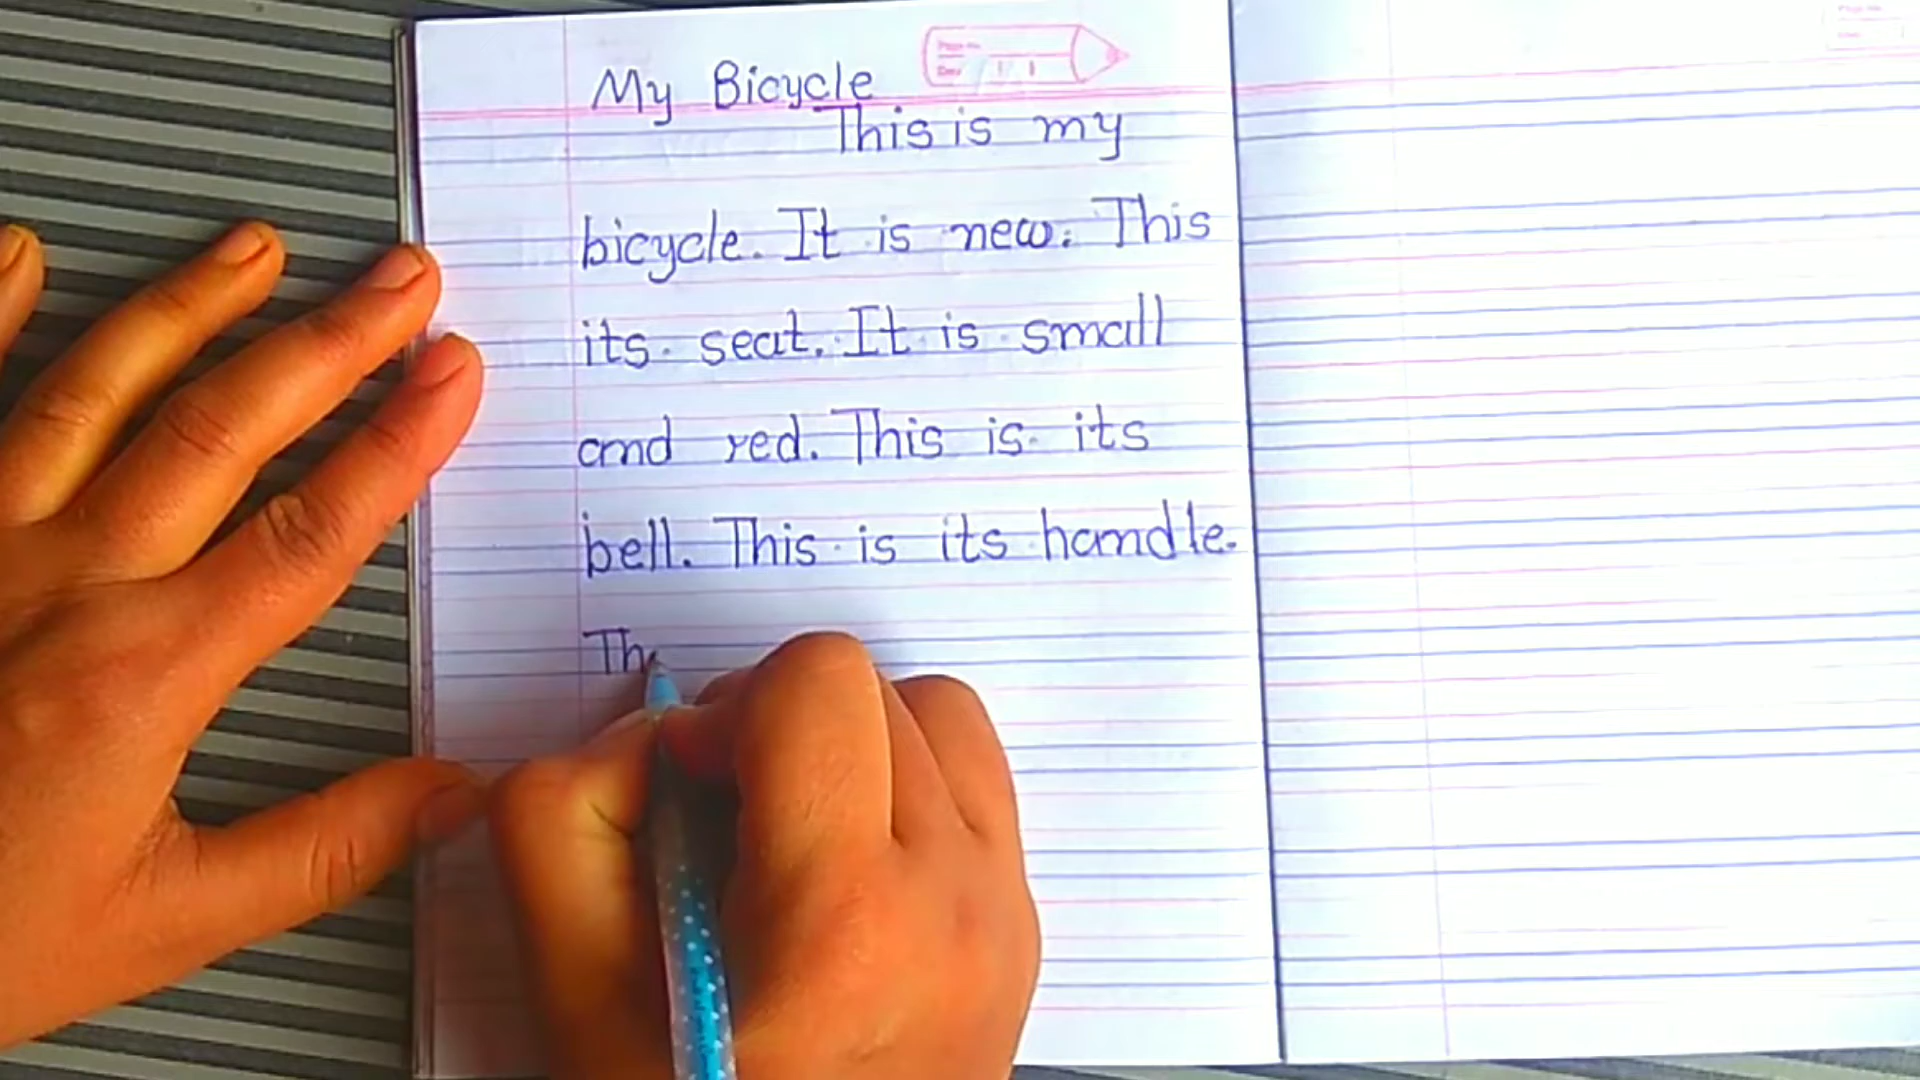 My Bicycle
This is my
bicycle. It is new. This
its seat. It is small
and red. This is its
bell. This is its handle.
Th